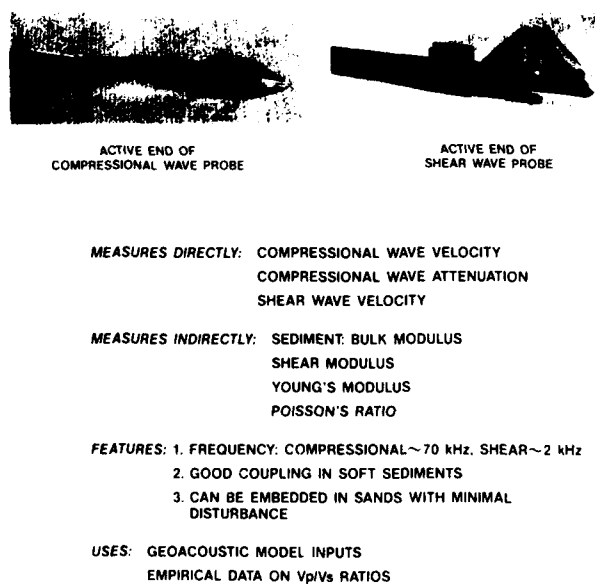 ACTIVE END OF
COMPRESSIONAL WAVE PROBE
ACTIVE END OF
SHEAR WAVE PROBE
MEASURES DIRECTLY: COMPRESSIONAL WAVE VELOCITY
COMPRESSIONAL WAVE ATTENUATION
SHEAR WAVE VELOCITY
MEASURES INDIRECTLY: SEDIMENT: BULK MODULUS
SHEAR MODULUS
YOUNG'S MODULUS
POISSON'S RATIO
FEATURES: 1. FREQUENCY: COMPRESSIONAL~70 kHz, SHEAR~2 kHz
2. GOOD COUPLING IN SOFT SEDIMENTS
3. CAN BE EMBEDDED IN SANDS WITH MINIMAL
DISTURBANCE
USES: GEOACOUSTIC MODEL INPUTS
EMPIRICAL DATA ON Vp/Vs RATIOS